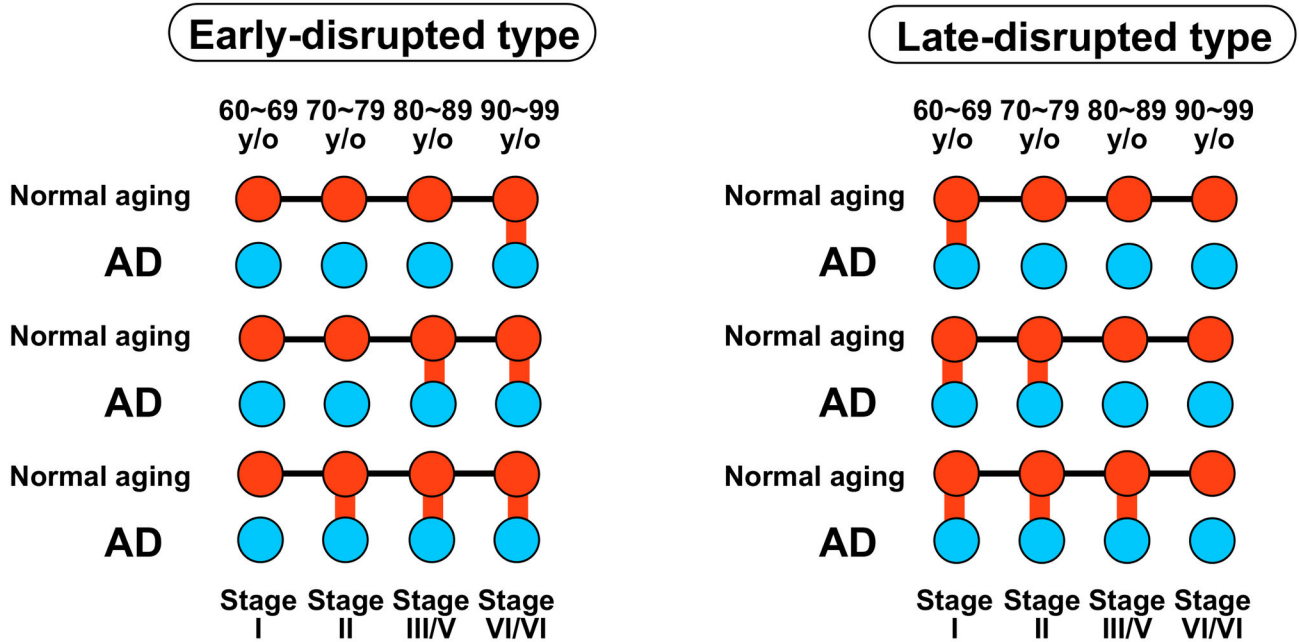 Early-disrupted type
60~69 70~79 80~89 90~99
y/o y/o y/o y/o
Normal aging
AD
Normal aging
AD
Normal aging
AD
Stage Stage Stage Stage
I II III/V VI/VI
Late-disrupted type
60~69 70~79 80~89 90~99
y/o y/o y/o y/o
Normal aging
AD
Normal aging
AD
Normal aging
AD
Stage Stage Stage Stage
I II III/V VI/VI